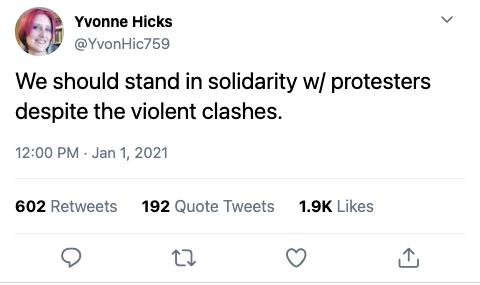 Yvonne Hicks
@YvonHic759
We should stand in solidarity w/ protesters
despite the violent clashes.
12:00 PM · Jan 1, 2021
602 Retweets 192 Quote Tweets 1.9K Likes